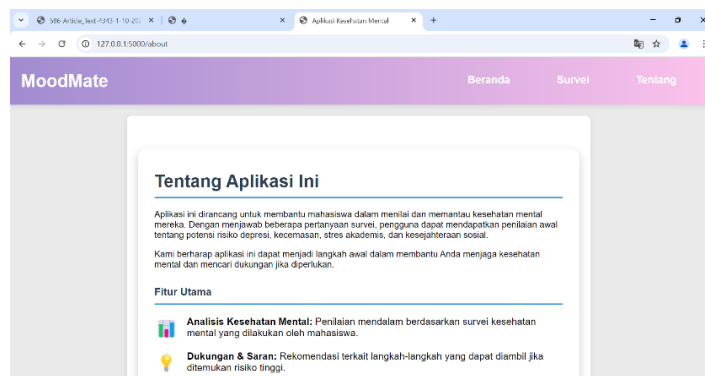 586-Article_Text-4343-1-10-202
Aplikasi Kesehatan Mental
127.0.0.1:5000/about
MoodMate
Beranda
Survei
Tentang
Tentang Aplikasi Ini
Aplikasi ini dirancang untuk membantu mahasiswa dalam menilai dan memantau kesehatan mental
mereka. Dengan menjawab beberapa pertanyaan survei, pengguna dapat mendapatkan penilaian awal
tentang potensi risiko depresi, kecemasan, stres akademis, dan kesejahteraan sosial.
Kami berharap aplikasi ini dapat menjadi langkah awal dalam membantu Anda menjaga kesehatan
mental dan mencari dukungan jika diperlukan.
Fitur Utama
Analisis Kesehatan Mental: Penilaian mendalam berdasarkan survei kesehatan
mental yang dilakukan oleh mahasiswa.
Dukungan & Saran: Rekomendasi terkait langkah-langkah yang dapat diambil jika
ditemukan risiko tinggi.